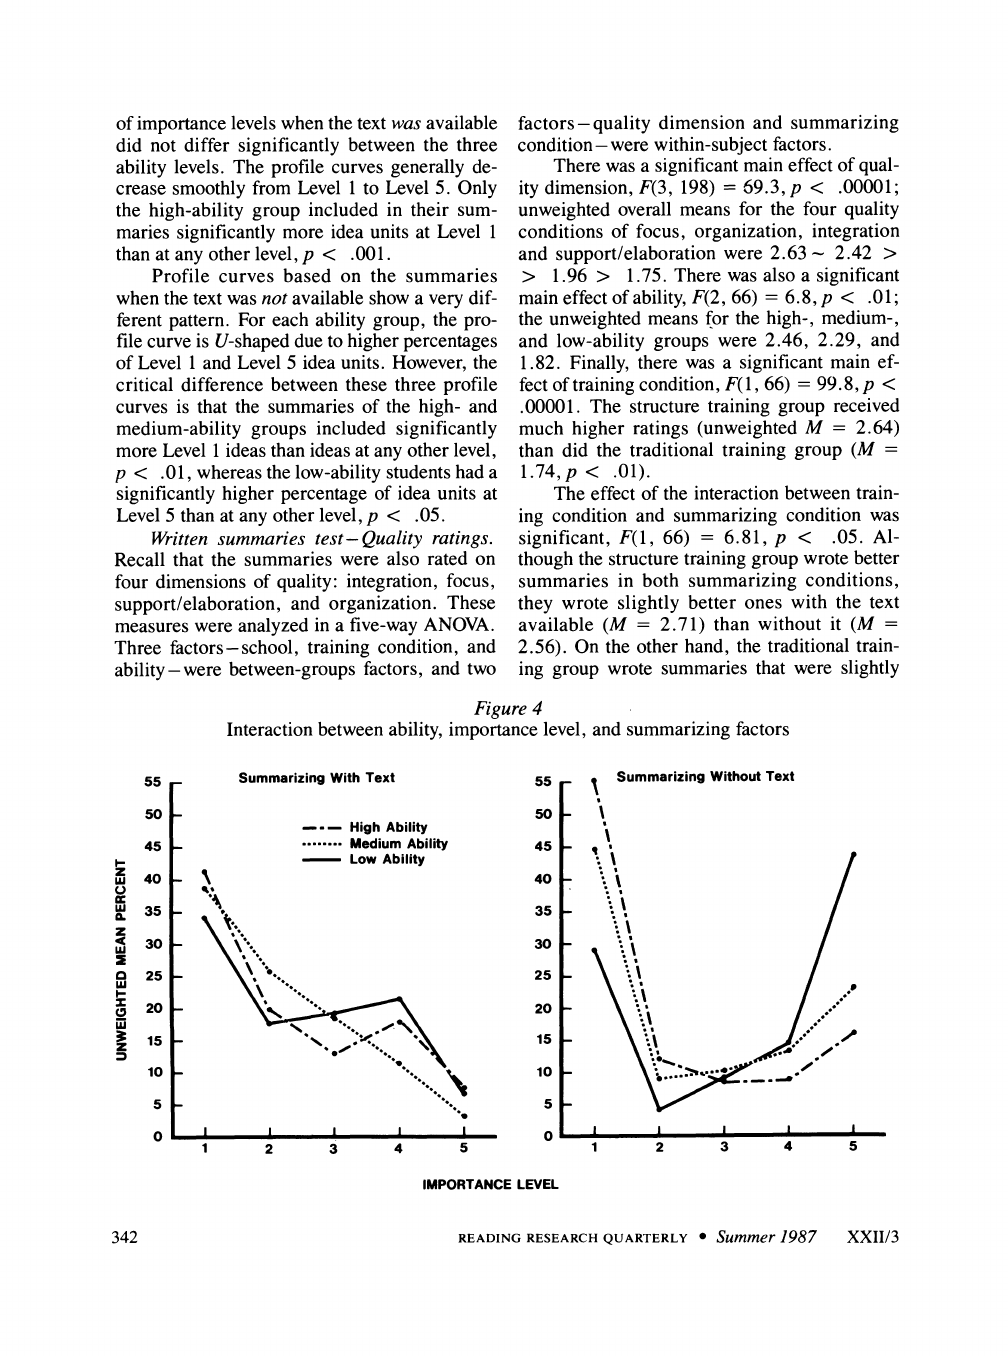 of importance levels when the text was available
did not differ significantly between the three
ability levels. The profile curves generally de-
crease smoothly from Level 1 to Level 5. Only
the high-ability group included in their sum-
maries significantly more idea units at Level 1
than at any other level, p < .001.
Profile curves based on the summaries
when the text was not available show a very dif-
ferent pattern. For each ability group, the pro-
file curve is U-shaped due to higher percentages
of Level 1 and Level 5 idea units. However, the
critical difference between these three profile
curves is that the summaries of the high- and
medium-ability groups included significantly
more Level 1 ideas than ideas at any other level,
p < .01, whereas the low-ability students had a
significantly higher percentage of idea units at
Level 5 than at any other level, p < .05.
Written summaries test—Quality ratings.
Recall that the summaries were also rated on
four dimensions of quality: integration, focus,
support/elaboration, and organization. These
measures were analyzed in a five-way ANOVA.
Three factors—school, training condition, and
ability—were between-groups factors, and two
factors—quality dimension and summarizing
condition—were within-subject factors.
There was a significant main effect of qual-
ity dimension, F(3, 198) = 69.3, p < .00001;
unweighted overall means for the four quality
conditions of focus, organization, integration
and support/elaboration were 2.63 ~ 2.42 >
> 1.96 > 1.75. There was also a significant
main effect of ability, F(2, 66) = 6.8, p < .01;
the unweighted means for the high-, medium-,
and low-ability groups were 2.46, 2.29, and
1.82. Finally, there was a significant main ef-
fect of training condition, F(1, 66) = 99.8, p <
.00001. The structure training group received
much higher ratings (unweighted M = 2.64)
than did the traditional training group (M =
1.74, p < .01).
The effect of the interaction between train-
ing condition and summarizing condition was
significant, F(1, 66) = 6.81, p < .05. Al-
though the structure training group wrote better
summaries in both summarizing conditions,
they wrote slightly better ones with the text
available (M = 2.71) than without it (M =
2.56). On the other hand, the traditional train-
ing group wrote summaries that were slightly
Figure 4
Interaction between ability, importance level, and summarizing factors
UNWEIGHTED MEAN PERCENT
Summarizing With Text
55
50
45
40
35
30
25
20
15
10
5
0
High Ability
Medium Ability
Low Ability
1 2 3 4 5
Summarizing Without Text
55
50
45
40
35
30
25
20
15
10
5
0
1 2 3 4 5
IMPORTANCE LEVEL
342 READING RESEARCH QUARTERLY • Summer 1987 XXII/3